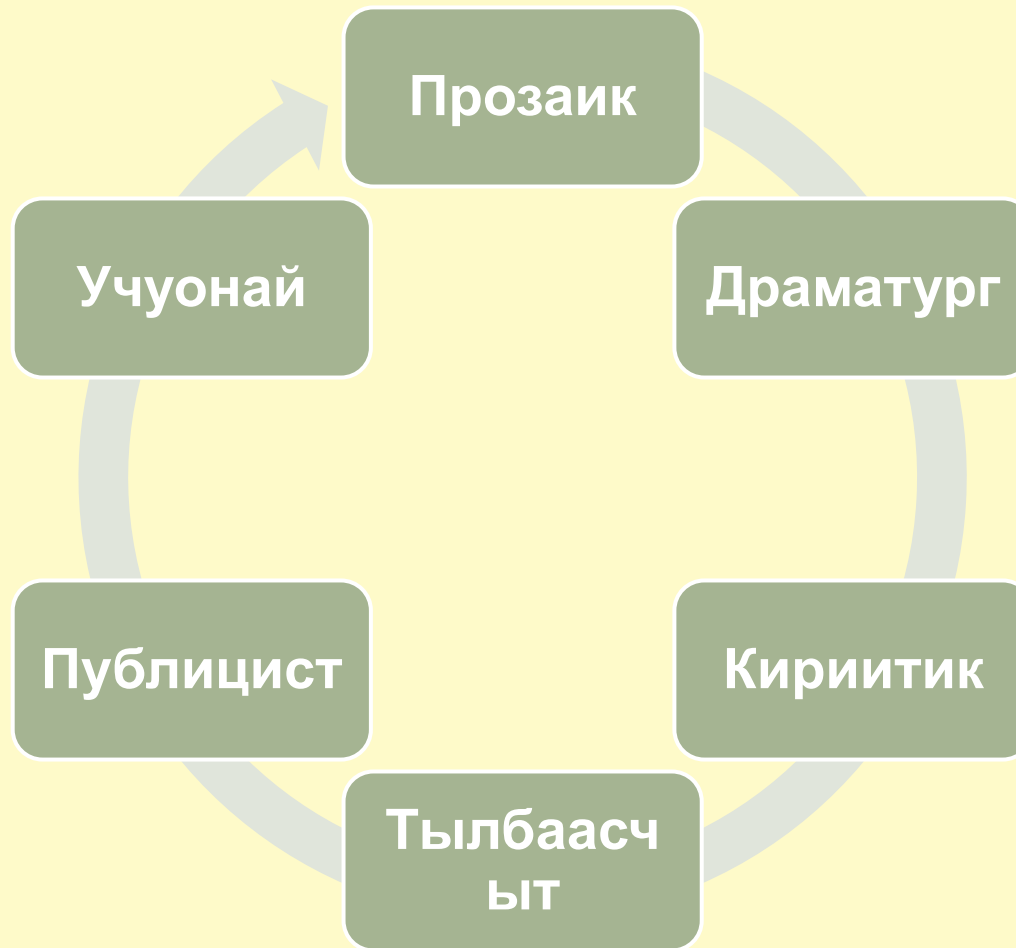 Прозаик
Драматург
Кириитик
Тылбаасч
ыт
Публицист
Учуонай